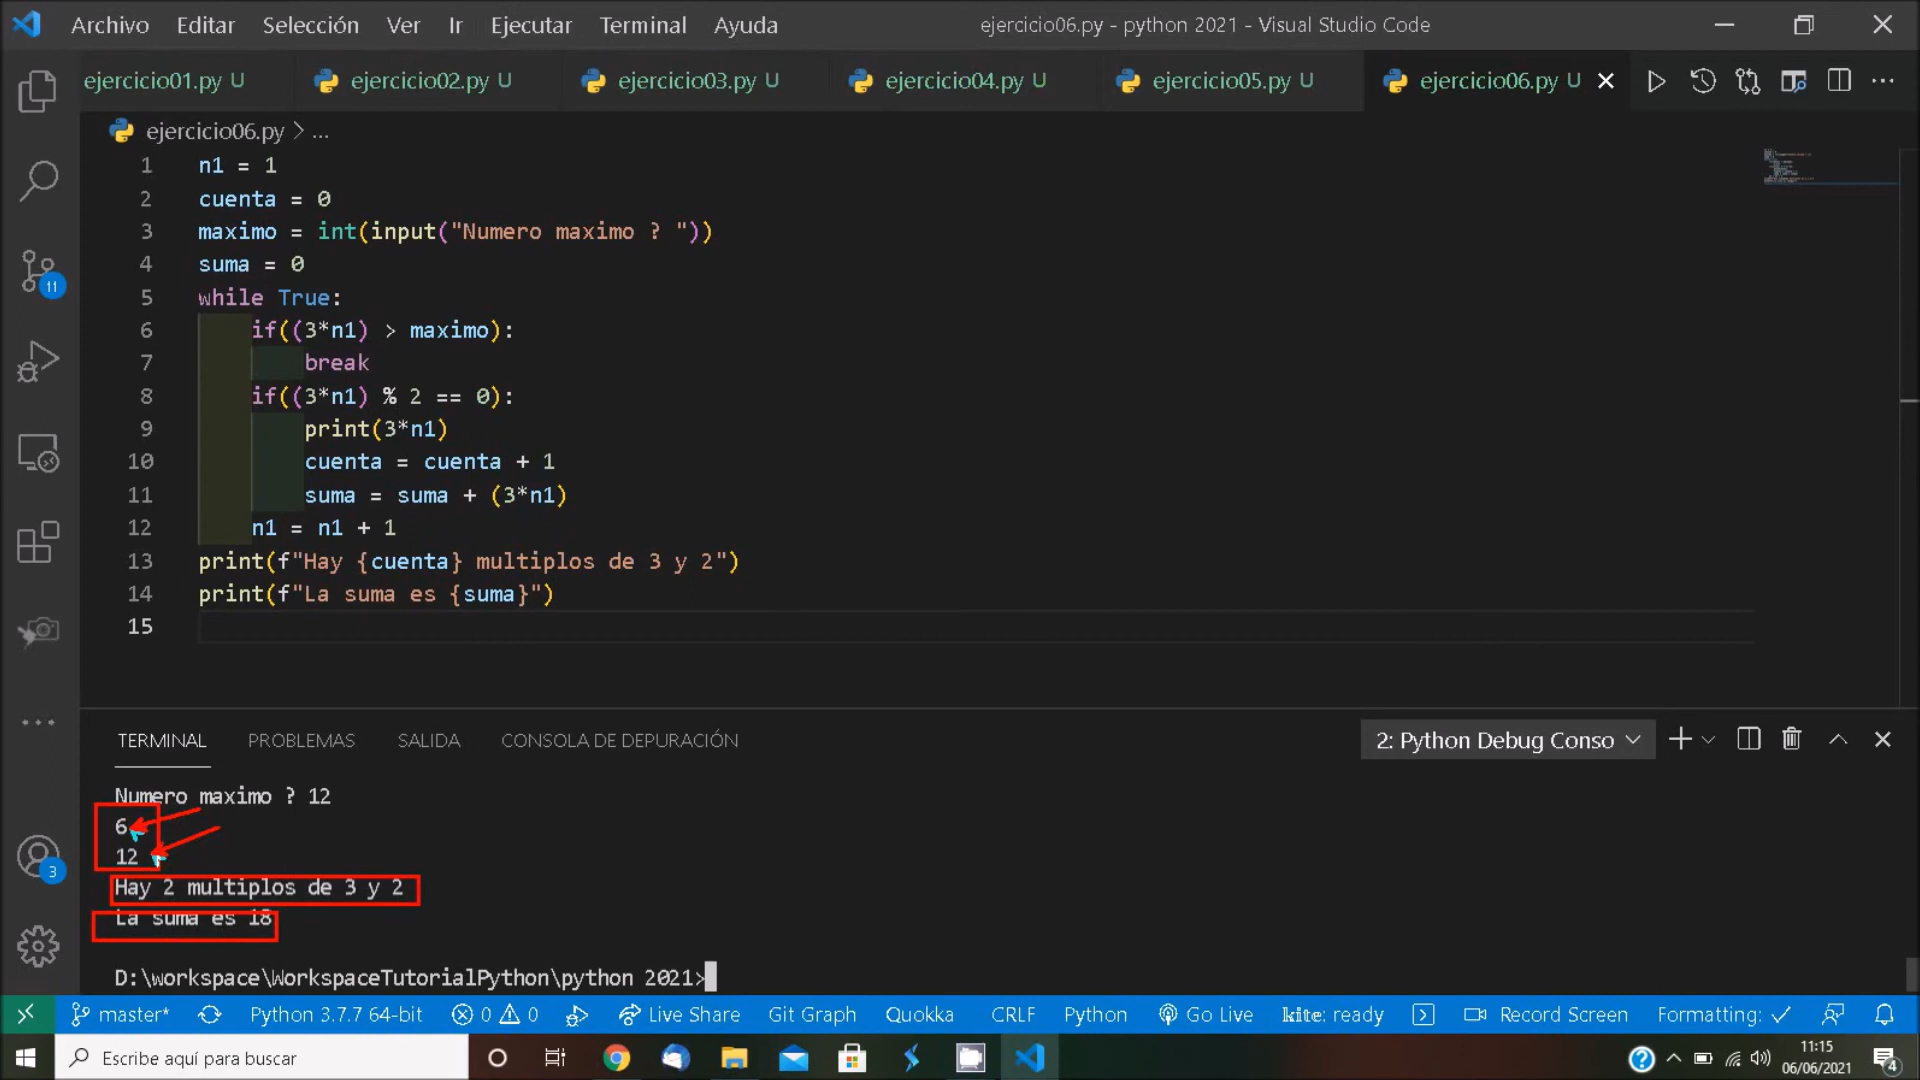 Archivo Editar Selección Ver Ir Ejecutar Terminal Ayuda ejercicio06.py - python 2021 - Visual Studio Code
ejercicio01.py U ejercicio02.py U ejercicio03.py U ejercicio04.py U ejercicio05.py U ejercicio06.py U
ejercicio06.py > ...
1 n1 = 1
2 cuenta = 0
3 maximo = int(input("Numero maximo ? "))
4 suma = 0
5 while True:
6 if((3*n1) > maximo):
7 break
8 if((3*n1) % 2 == 0):
9 print(3*n1)
10 cuenta = cuenta + 1
11 suma = suma + (3*n1)
12 n1 = n1 + 1
13 print(f"Hay {cuenta} multiplos de 3 y 2")
14 print(f"La suma es {suma}")
15
11
3
TERMINAL PROBLEMAS SALIDA CONSOLA DE DEPURACIÓN 2: Python Debug Conso
Numero maximo ? 12
6
12
Hay 2 multiplos de 3 y 2
La suma es 18
D:\workspace\WorkspaceTutorialPython\python 2021>
master* Python 3.7.7 64-bit 0 0 Live Share Git Graph Quokka CRLF Python Go Live kite: ready Record Screen Formatting: ✓
Escribe aquí para buscar 11:15
06/06/2021 4